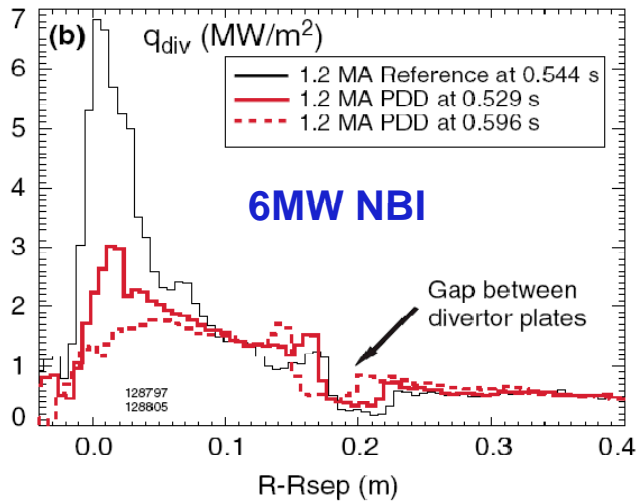 (b) q_div (MW/m²)
1.2 MA Reference at 0.544 s
1.2 MA PDD at 0.529 s
1.2 MA PDD at 0.596 s
6MW NBI
Gap between
divertor plates
128797
128805
7
6
5
4
3
2
1
0
0.0 0.1 0.2 0.3 0.4
R-Rsep (m)